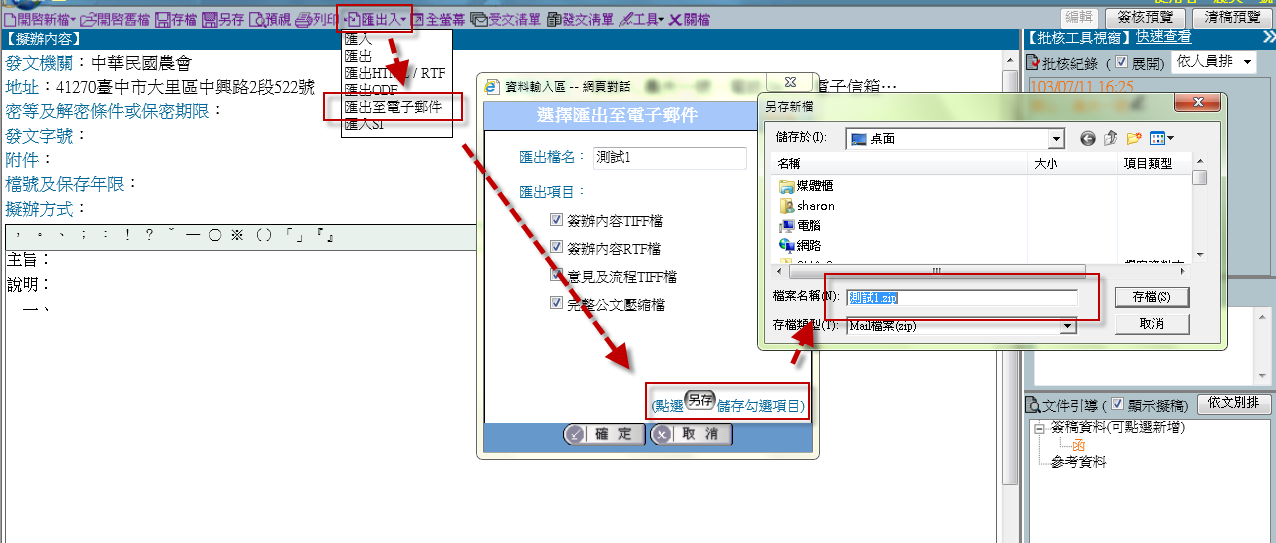 開啓新檔 開啓舊檔 存檔 另存 預視 列印 匯出入 全螢幕 受文清單 發文清單 工具 關檔
編輯 簽核預覽 清稿預覽
【擬辦內容】
發文機關：中華民國農會
地址：41270臺中市大里區中興路2段522號
密等及解密條件或保密期限：
發文字號：
附件：
檔號及保存年限：
擬辦方式：
，。、；：！？ˇ一〇※（）「」『』
主旨：
說明：
一、
匯入
匯出
匯出HTML / RTF
匯出ODF
匯出至電子郵件
匯入SI
資料輸入區 -- 網頁對話
選擇匯出至電子郵件
匯出檔名： 測試1
匯出項目：
簽辦內容TIFF檔
簽辦內容RTF檔
意見及流程TIFF檔
完整公文壓縮檔
(點選 另存 儲存勾選項目)
確 定 取 消
電子信箱…
另存新檔
儲存於(I): 桌面
名稱 大小 項目類型
媒體櫃
sharon
電腦
網路
檔案名稱(N): 測試1.zip 存檔(S)
存檔類型(T): Mail檔案(zip) 取消
【批核工具視窗】快速查看
批核紀錄 ( 展開) 依人員排
103/07/11 16:25
文件引導 ( 顯示擬稿) 依文別排
簽稿資料(可點選新增)
函
參考資料